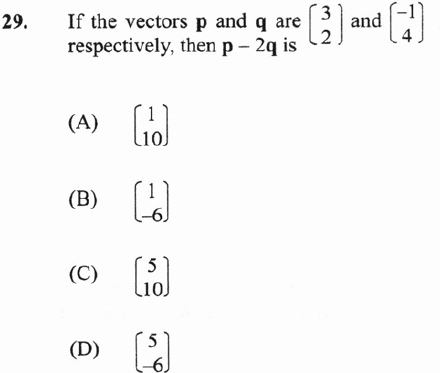 29. If the vectors p and q are (3 2) and (-1 4)
respectively, then p – 2q is
(A) (1 10)
(B) (1 –6)
(C) (5 10)
(D) (5 –6)